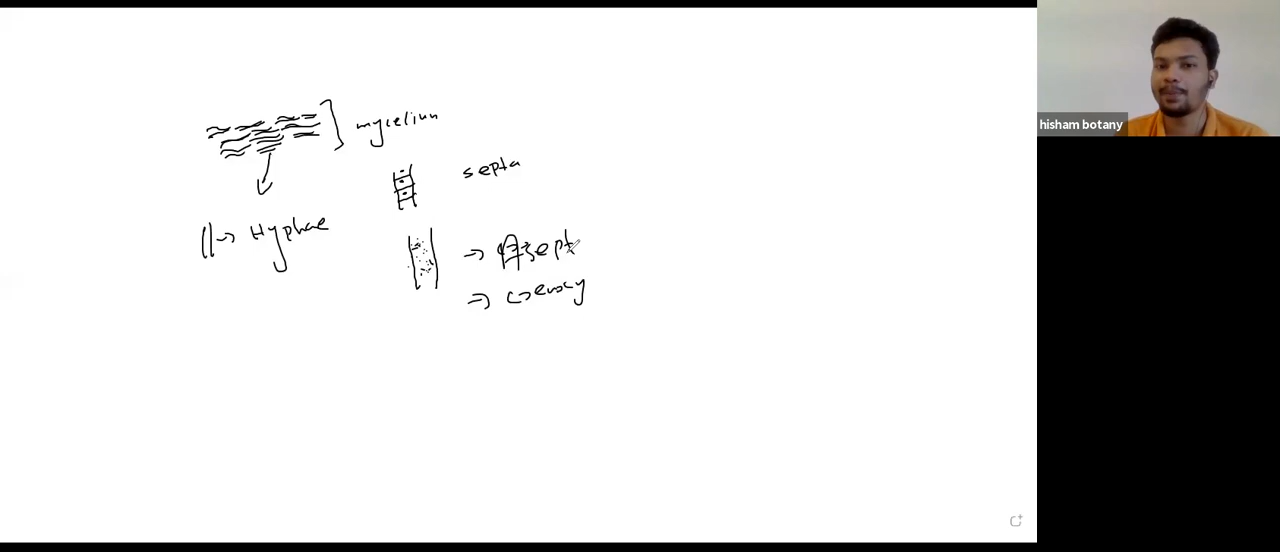 mycelium
septa
Hyphae
Asept
coenocy
hisham botany